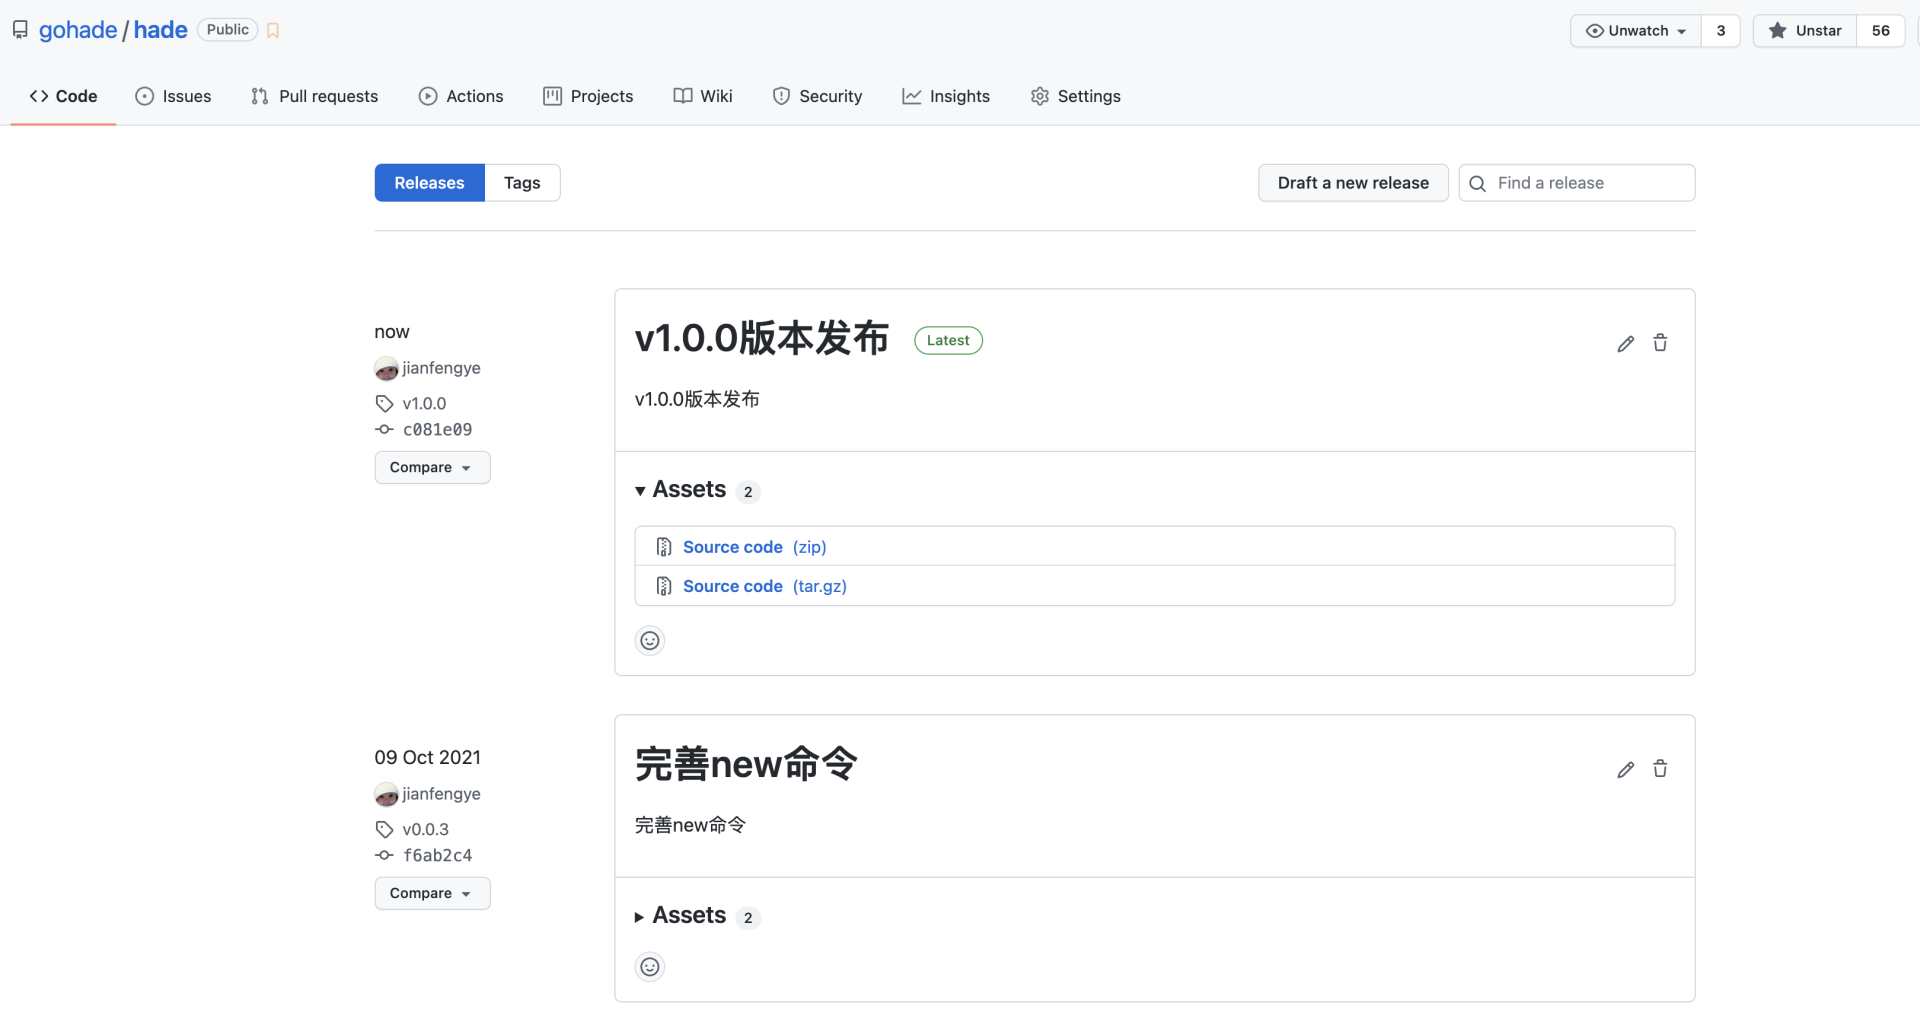 gohade / hade Public Unwatch 3 Unstar 56
Code Issues Pull requests Actions Projects Wiki Security Insights Settings
Releases Tags Draft a new release Find a release
now
jianfengye
v1.0.0
c081e09
Compare
v1.0.0版本发布 Latest
v1.0.0版本发布
Assets 2
Source code (zip)
Source code (tar.gz)
09 Oct 2021
jianfengye
v0.0.3
f6ab2c4
Compare
完善new命令
完善new命令
Assets 2